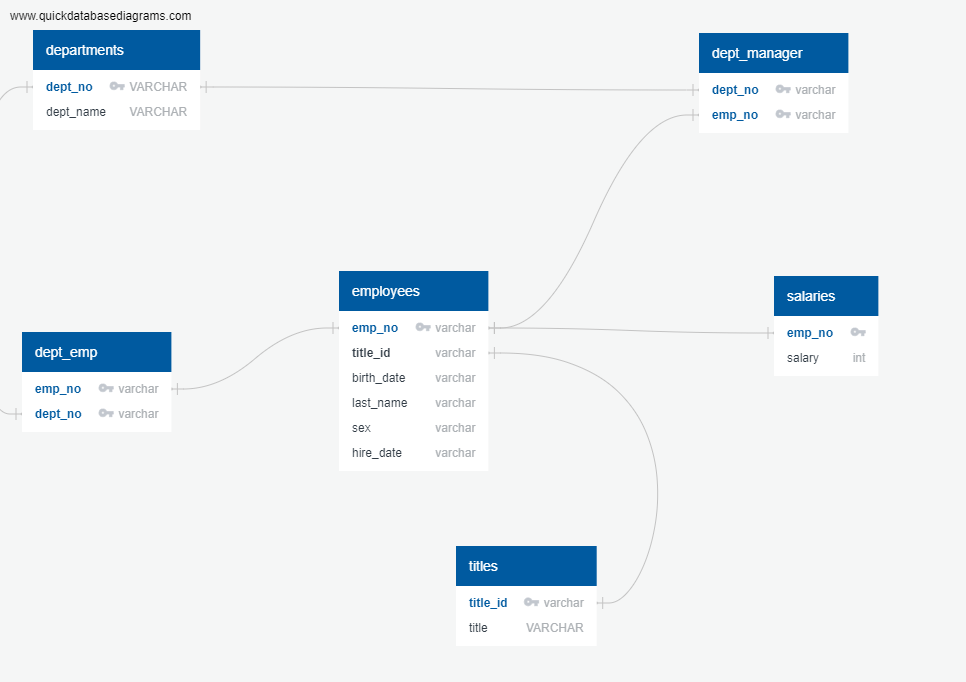 www.quickdatabasediagrams.com
departments
dept_no VARCHAR
dept_name VARCHAR
dept_manager
dept_no varchar
emp_no varchar
employees
emp_no varchar
title_id varchar
birth_date varchar
last_name varchar
sex varchar
hire_date varchar
salaries
emp_no
salary int
dept_emp
emp_no varchar
dept_no varchar
titles
title_id varchar
title VARCHAR